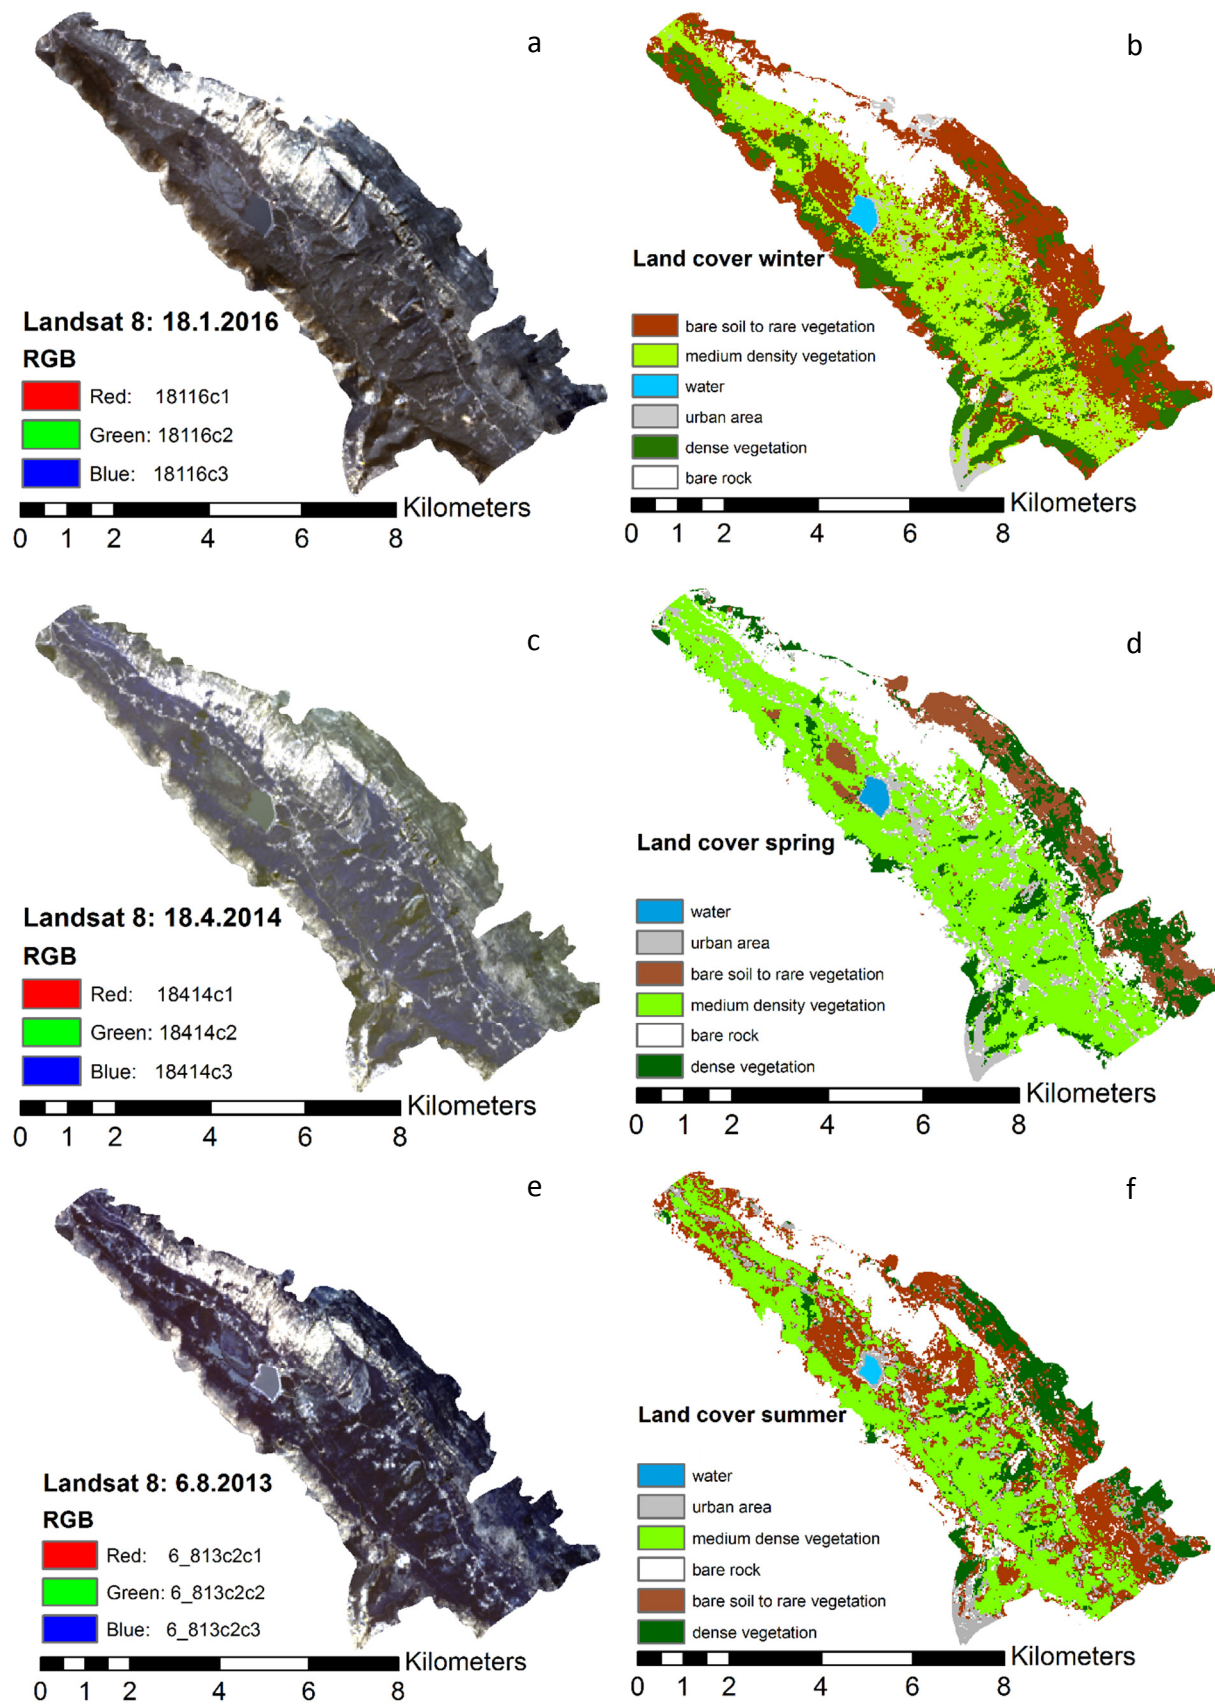 a
Landsat 8: 18.1.2016
RGB
Red: 18116c1
Green: 18116c2
Blue: 18116c3
Kilometers
0 1 2 4 6 8
b
Land cover winter
bare soil to rare vegetation
medium density vegetation
water
urban area
dense vegetation
bare rock
Kilometers
0 1 2 4 6 8
c
Landsat 8: 18.4.2014
RGB
Red: 18414c1
Green: 18414c2
Blue: 18414c3
Kilometers
0 1 2 4 6 8
d
Land cover spring
water
urban area
bare soil to rare vegetation
medium density vegetation
bare rock
dense vegetation
Kilometers
0 1 2 4 6 8
e
Landsat 8: 6.8.2013
RGB
Red: 6_813c2c1
Green: 6_813c2c2
Blue: 6_813c2c3
Kilometers
0 1 2 4 6 8
f
Land cover summer
water
urban area
medium dense vegetation
bare rock
bare soil to rare vegetation
dense vegetation
Kilometers
0 1 2 4 6 8